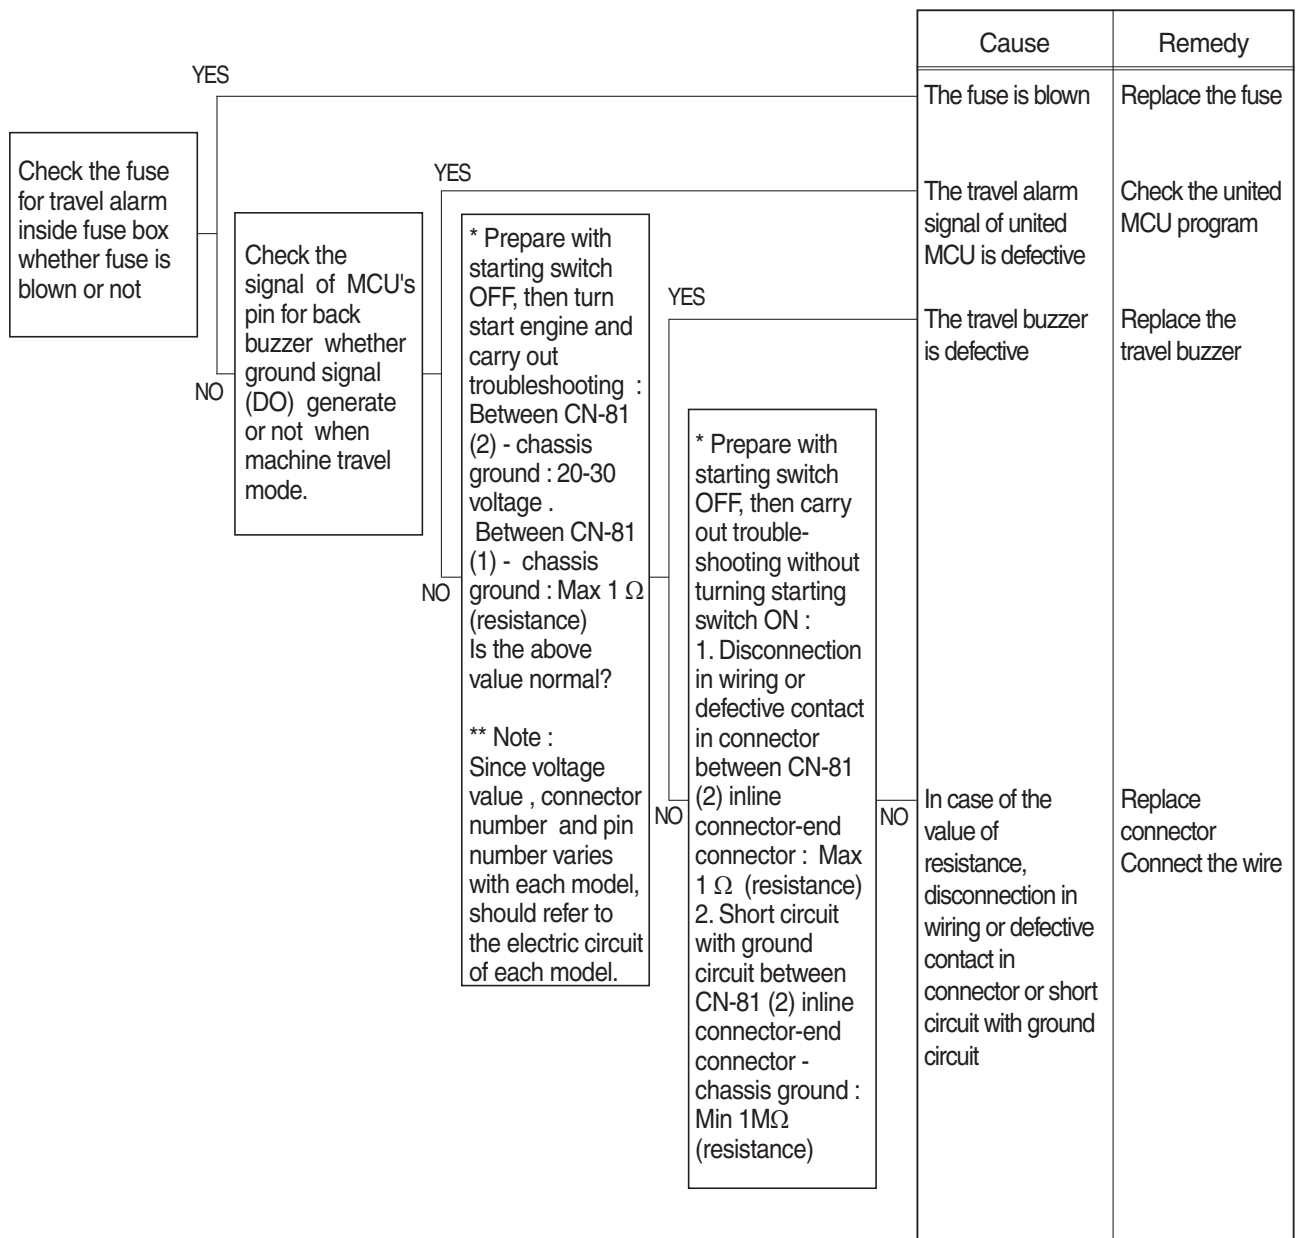 Cause
Remedy
YES
The fuse is blown
Replace the fuse
Check the fuse
for travel alarm
inside fuse box
whether fuse is
blown or not
NO
Check the
signal of MCU's
pin for back
buzzer whether
ground signal
(DO) generate
or not when
machine travel
mode.
YES
The travel alarm
signal of united
MCU is defective
Check the united
MCU program
NO
* Prepare with
starting switch
OFF, then turn
start engine and
carry out
troubleshooting :
Between CN-81
(2) - chassis
ground : 20-30
voltage .
Between CN-81
(1) - chassis
ground : Max 1 Ω
(resistance)
Is the above
value normal?
** Note :
Since voltage
value , connector
number and pin
number varies
with each model,
should refer to
the electric circuit
of each model.
YES
The travel buzzer
is defective
Replace the
travel buzzer
NO
* Prepare with
starting switch
OFF, then carry
out trouble-
shooting without
turning starting
switch ON :
1. Disconnection
in wiring or
defective contact
in connector
between CN-81
(2) inline
connector-end
connector : Max
1 Ω (resistance)
2. Short circuit
with ground
circuit between
CN-81 (2) inline
connector-end
connector -
chassis ground :
Min 1MΩ
(resistance)
NO
In case of the
value of
resistance,
disconnection in
wiring or defective
contact in
connector or short
circuit with ground
circuit
Replace
connector
Connect the wire